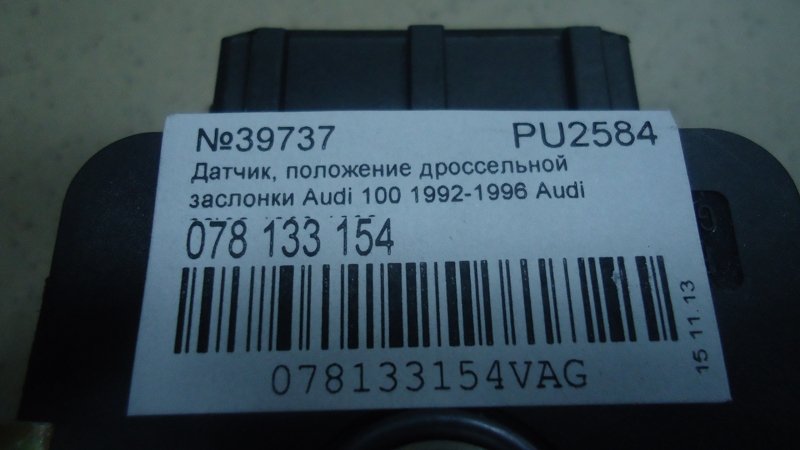 №39737 PU2584
Датчик, положение дроссельной
заслонки Audi 100 1992-1996 Audi
078 133 154
078133154VAG
15 11.13